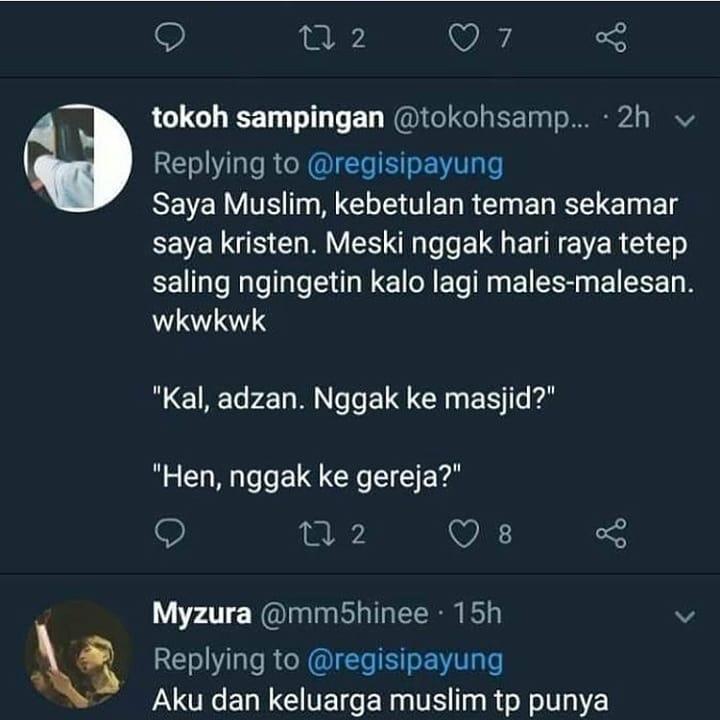 2 7
tokoh sampingan @tokohsamp... · 2h
Replying to @regisipayung
Saya Muslim, kebetulan teman sekamar
saya kristen. Meski nggak hari raya tetep
saling ngingetin kalo lagi males-malesan.
wkwkwk
"Kal, adzan. Nggak ke masjid?"
"Hen, nggak ke gereja?"
2 8
Myzura @mm5hinee · 15h
Replying to @regisipayung
Aku dan keluarga muslim tp punya